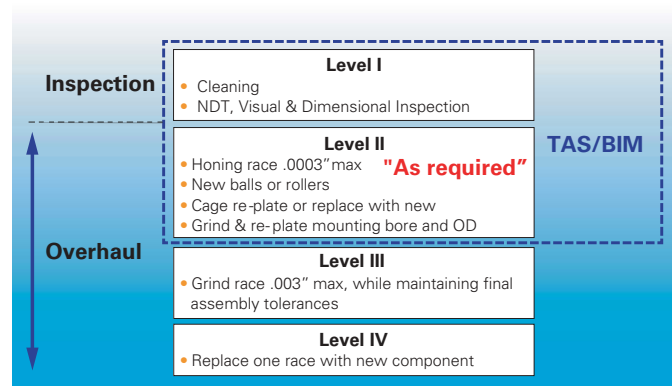 Inspection
Level I
• Cleaning
• NDT, Visual & Dimensional Inspection
TAS/BIM
Level II
• Honing race .0003” max
"As required”
• New balls or rollers
• Cage re-plate or replace with new
• Grind & re-plate mounting bore and OD
Overhaul
Level III
• Grind race .003” max, while maintaining final
assembly tolerances
Level IV
• Replace one race with new component